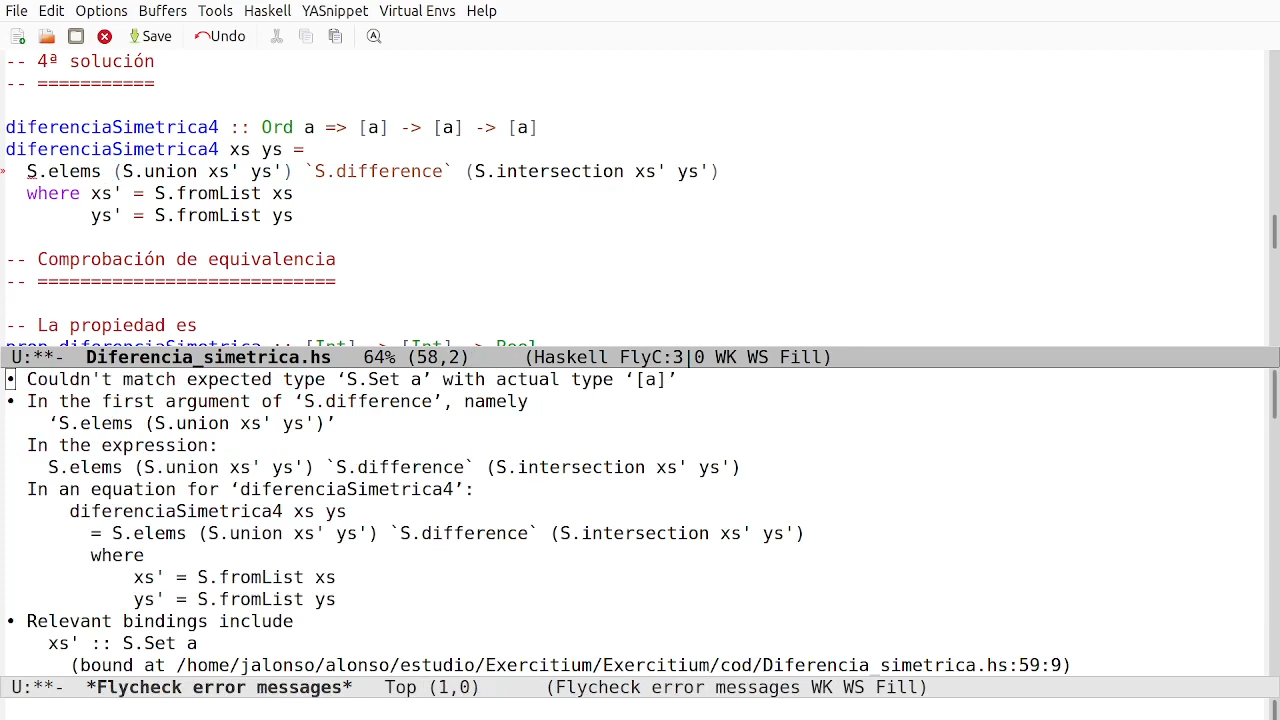 File Edit Options Buffers Tools Haskell YASnippet Virtual Envs Help
Save Undo
-- 4ª solución
-- ===========
diferenciaSimetrica4 :: Ord a => [a] -> [a] -> [a]
diferenciaSimetrica4 xs ys =
» S.elems (S.union xs' ys') `S.difference` (S.intersection xs' ys')
where xs' = S.fromList xs
ys' = S.fromList ys
-- Comprobación de equivalencia
-- ============================
-- La propiedad es
prop_diferenciaSimetrica :: [Int] -> [Int] -> Bool
U:**- Diferencia_simetrica.hs 64% (58,2) (Haskell FlyC:3|0 WK WS Fill)
• Couldn't match expected type ‘S.Set a’ with actual type ‘[a]’
• In the first argument of ‘S.difference’, namely
‘S.elems (S.union xs' ys')’
In the expression:
S.elems (S.union xs' ys') `S.difference` (S.intersection xs' ys')
In an equation for ‘diferenciaSimetrica4’:
diferenciaSimetrica4 xs ys
= S.elems (S.union xs' ys') `S.difference` (S.intersection xs' ys')
where
xs' = S.fromList xs
ys' = S.fromList ys
• Relevant bindings include
xs' :: S.Set a
(bound at /home/jalonso/alonso/estudio/Exercitium/Exercitium/cod/Diferencia_simetrica.hs:59:9)
U:**- *Flycheck error messages* Top (1,0) (Flycheck error messages WK WS Fill)